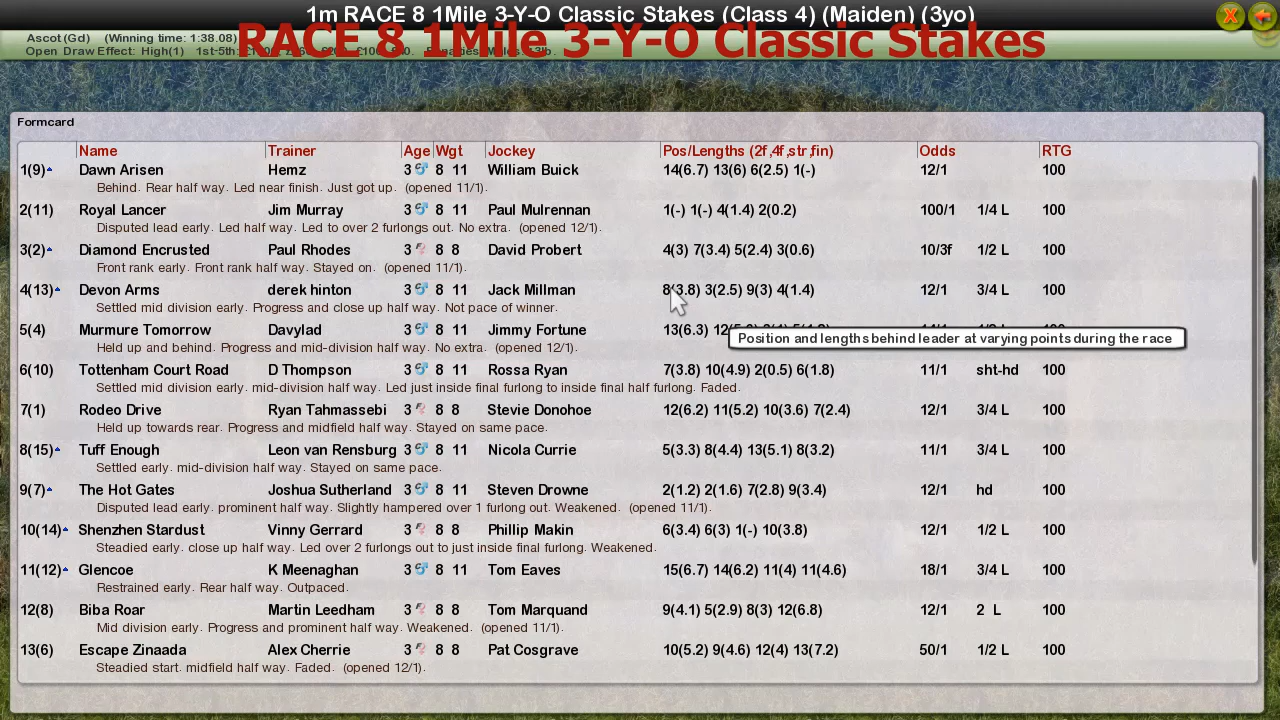 1m RACE 8 1Mile 3-Y-O Classic Stakes (Class 4) (Maiden) (3yo)
RACE 8 1Mile 3-Y-O Classic Stakes
Ascot (Gd) (Winning time: 1:38.08)
Open Draw Effect: High(1) 1st-5th:
Formcard
Name Trainer Age Wgt Jockey Pos/Lengths (2f,4f,str,fin) Odds RTG
1(9) Dawn Arisen Hemz 3 8 11 William Buick 14(6.7) 13(6) 6(2.5) 1(-) 12/1 100
Behind. Rear half way. Led near finish. Just got up. (opened 11/1).
2(11) Royal Lancer Jim Murray 3 8 11 Paul Mulrennan 1(-) 1(-) 4(1.4) 2(0.2) 100/1 1/4 L 100
Disputed lead early. Led half way. Led to over 2 furlongs out. No extra. (opened 12/1).
3(2) Diamond Encrusted Paul Rhodes 3 8 8 David Probert 4(3) 7(3.4) 5(2.4) 3(0.6) 10/3f 1/2 L 100
Front rank early. Front rank half way. Stayed on. (opened 11/1).
4(13) Devon Arms derek hinton 3 8 11 Jack Millman 8(3.8) 3(2.5) 9(3) 4(1.4) 12/1 3/4 L 100
Settled mid division early. Progress and close up half way. Not pace of winner.
5(4) Murmure Tomorrow Davylad 3 8 11 Jimmy Fortune 13(6.3)
Position and lengths behind leader at varying points during the race
Held up and behind. Progress and mid-division half way. No extra. (opened 12/1).
6(10) Tottenham Court Road D Thompson 3 8 11 Rossa Ryan 7(3.8) 10(4.9) 2(0.5) 6(1.8) 11/1 sht-hd 100
Settled mid division early. mid-division half way. Led just inside final furlong to inside final half furlong. Faded.
7(1) Rodeo Drive Ryan Tahmassebi 3 8 8 Stevie Donohoe 12(6.2) 11(5.2) 10(3.6) 7(2.4) 12/1 3/4 L 100
Held up towards rear. Progress and midfield half way. Stayed on same pace.
8(15) Tuff Enough Leon van Rensburg 3 8 11 Nicola Currie 5(3.3) 8(4.4) 13(5.1) 8(3.2) 11/1 3/4 L 100
Settled early. mid-division half way. Stayed on same pace.
9(7) The Hot Gates Joshua Sutherland 3 8 11 Steven Drowne 2(1.2) 2(1.6) 7(2.8) 9(3.4) 12/1 hd 100
Disputed lead early. prominent half way. Slightly hampered over 1 furlong out. Weakened. (opened 11/1).
10(14) Shenzhen Stardust Vinny Gerrard 3 8 8 Phillip Makin 6(3.4) 6(3) 1(-) 10(3.8) 12/1 1/2 L 100
Steadied early. close up half way. Led over 2 furlongs out to just inside final furlong. Weakened.
11(12) Glencoe K Meenaghan 3 8 11 Tom Eaves 15(6.7) 14(6.2) 11(4) 11(4.6) 18/1 3/4 L 100
Restrained early. Rear half way. Outpaced.
12(8) Biba Roar Martin Leedham 3 8 8 Tom Marquand 9(4.1) 5(2.9) 8(3) 12(6.8) 12/1 2 L 100
Mid division early. Progress and prominent half way. Weakened. (opened 11/1).
13(6) Escape Zinaada Alex Cherrie 3 8 8 Pat Cosgrave 10(5.2) 9(4.6) 12(4) 13(7.2) 50/1 1/2 L 100
Steadied start. midfield half way. Faded. (opened 12/1).